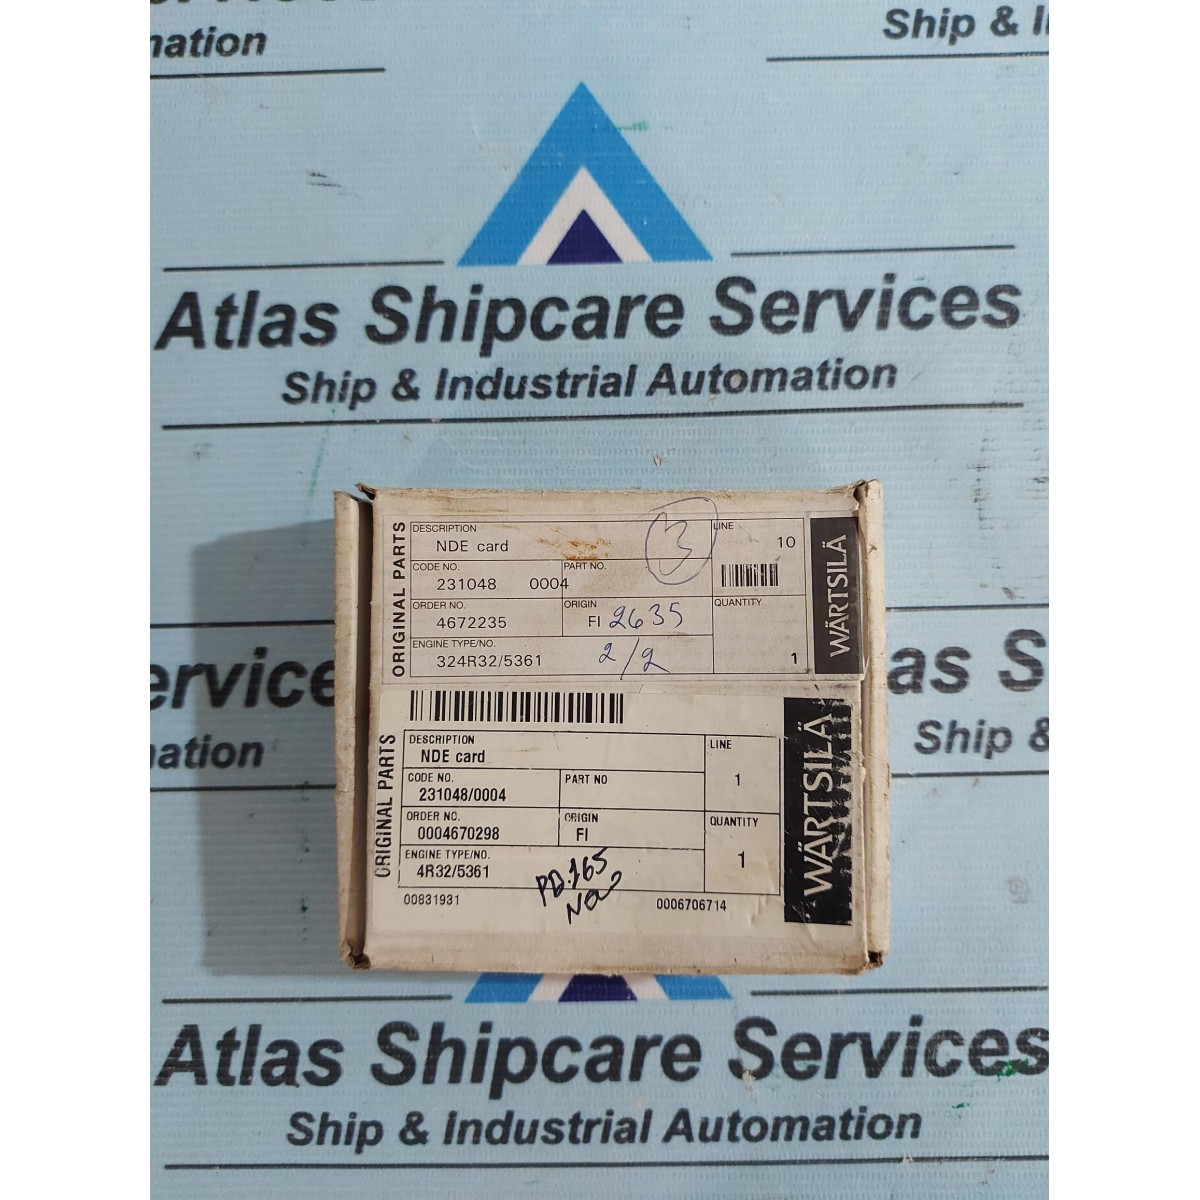 nation
Ship & I
Atlas Shipcare Services
Ship & Industrial Automation
ORIGINAL PARTS
DESCRIPTION
NDE card
3
LINE
10
CODE NO.
231048 0004
PART NO.
ORDER NO.
4672235
ORIGIN
FI 2635
QUANTITY
1
ENGINE TYPE/NO.
324R32/5361
2/2
WÄRTSILÄ
ervice
ation
as S
Ship &
ORIGINAL PARTS
DESCRIPTION
NDE card
LINE
1
CODE NO.
231048/0004
PART NO
ORDER NO.
0004670298
ORIGIN
FI
QUANTITY
1
ENGINE TYPE/NO.
4R32/5361
PD.165
00831931
0006706714
WÄRTSILÄ
Atlas Shipcare Services
Ship & Industrial Automation